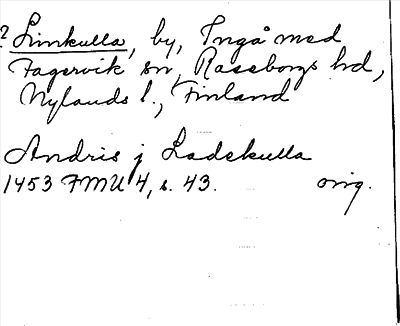 ? Linkulla, by, Ingå med
Fagervik sn, Raseborgs hd,
Nylands l., Finland
Andris j Ladekulla
1453 FMU 4, s. 43. orig.